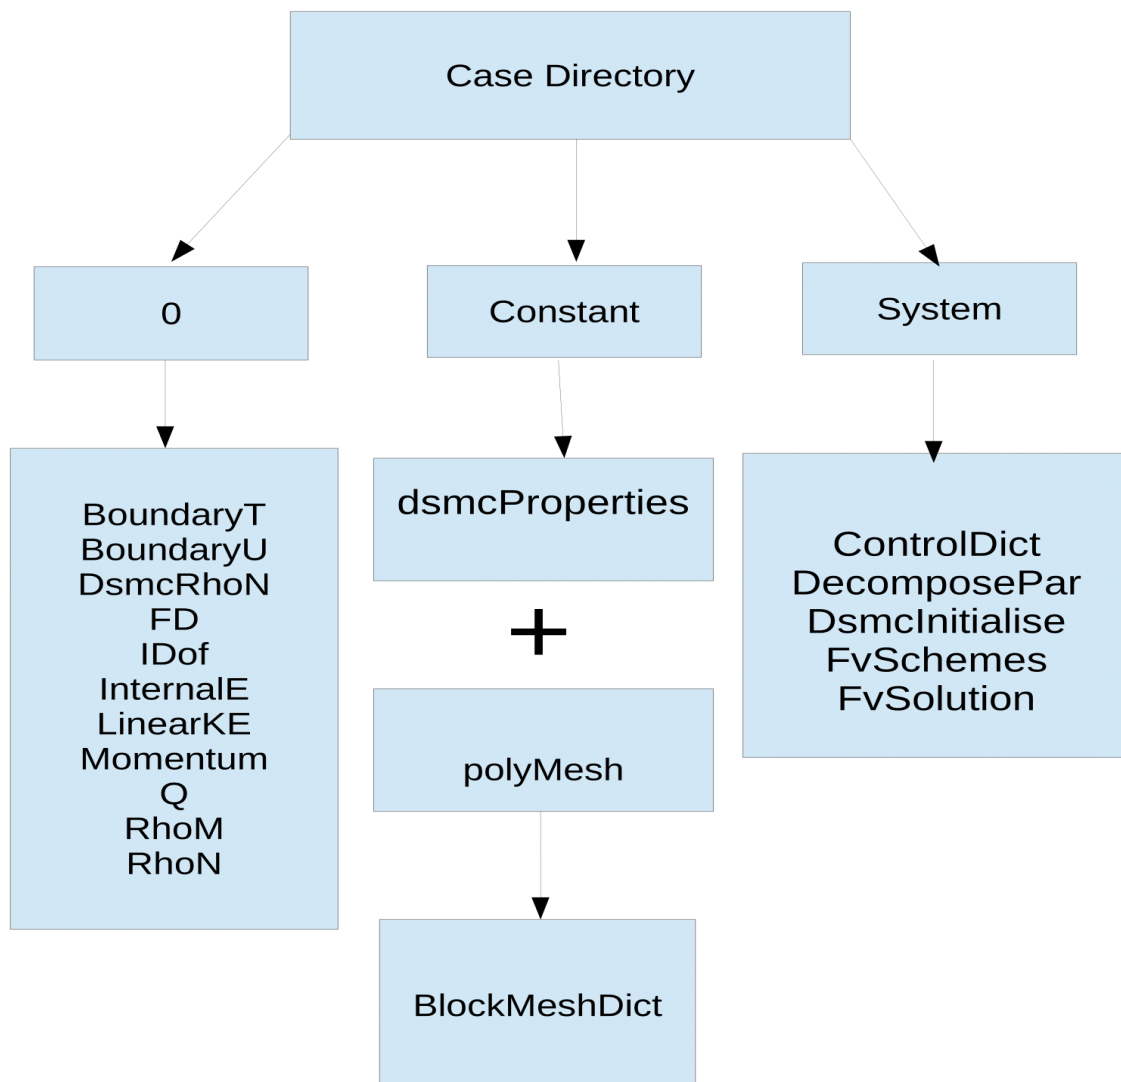 Case Directory
0
Constant
System
BoundaryT
BoundaryU
DsmcRhoN
FD
IDof
InternalE
LinearKE
Momentum
Q
RhoM
RhoN
dsmcProperties
+
polyMesh
BlockMeshDict
ControlDict
DecomposePar
DsmcInitialise
FvSchemes
FvSolution